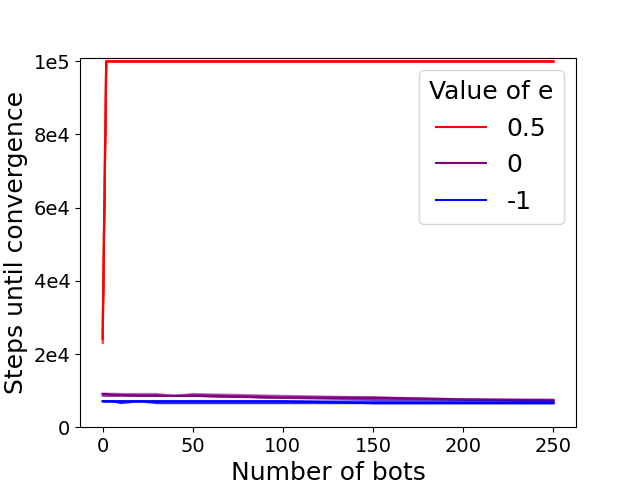 1e5
8e4
6e4
4e4
2e4
0
Steps until convergence
Value of e
0.5
0
-1
0 50 100 150 200 250
Number of bots